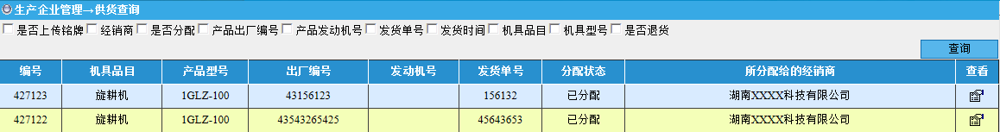 生产企业管理→供货查询
是否上传铭牌 经销商 是否分配 产品出厂编号 产品发动机号 发货单号 发货时间 机具品目 机具型号 是否退货
查询
编号 机具品目 产品型号 出厂编号 发动机号 发货单号 分配状态 所分配给的经销商 查看
427123 旋耕机 1GLZ-100 43156123 156132 已分配 湖南XXXX科技有限公司
427122 旋耕机 1GLZ-100 43543265425 45643653 已分配 湖南XXXX科技有限公司